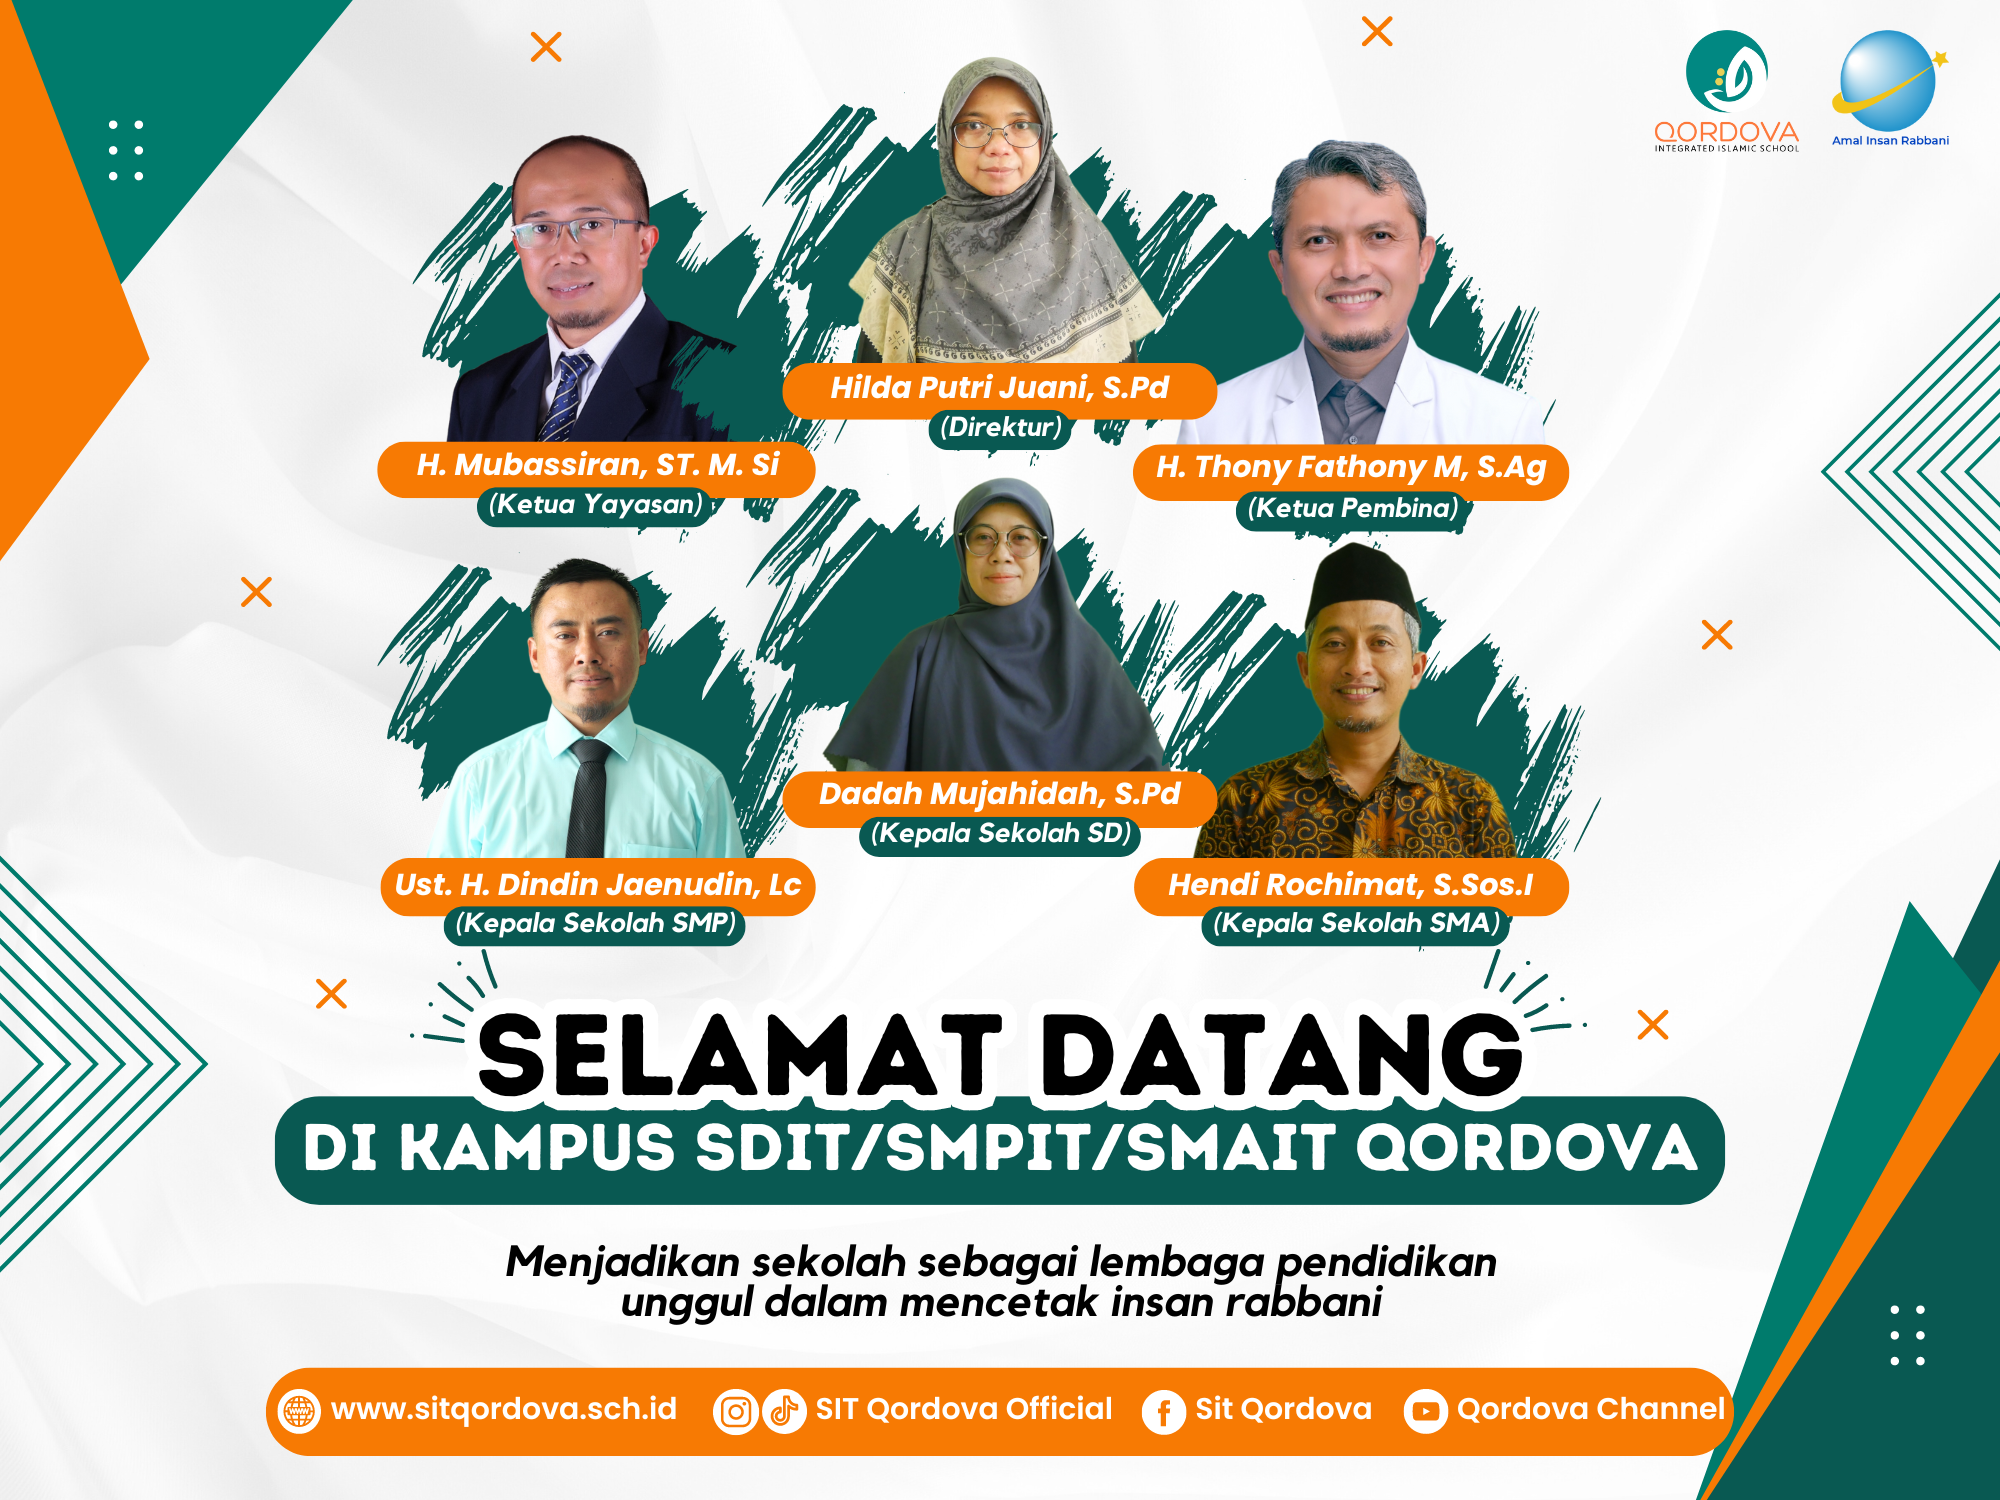 QORDOVA
INTEGRATED ISLAMIC SCHOOL
Amal Insan Rabbani
Hilda Putri Juani, S.Pd
(Direktur)
H. Mubassiran, ST. M. Si
(Ketua Yayasan)
H. Thony Fathony M, S.Ag
(Ketua Pembina)
Dadah Mujahidah, S.Pd
(Kepala Sekolah SD)
Ust. H. Dindin Jaenudin, Lc
(Kepala Sekolah SMP)
Hendi Rochimat, S.Sos.I
(Kepala Sekolah SMA)
SELAMAT DATANG
DI KAMPUS SDIT/SMPIT/SMAIT QORDOVA
Menjadikan sekolah sebagai lembaga pendidikan
unggul dalam mencetak insan rabbani
www.sitqordova.sch.id SIT Qordova Official Sit Qordova Qordova Channel